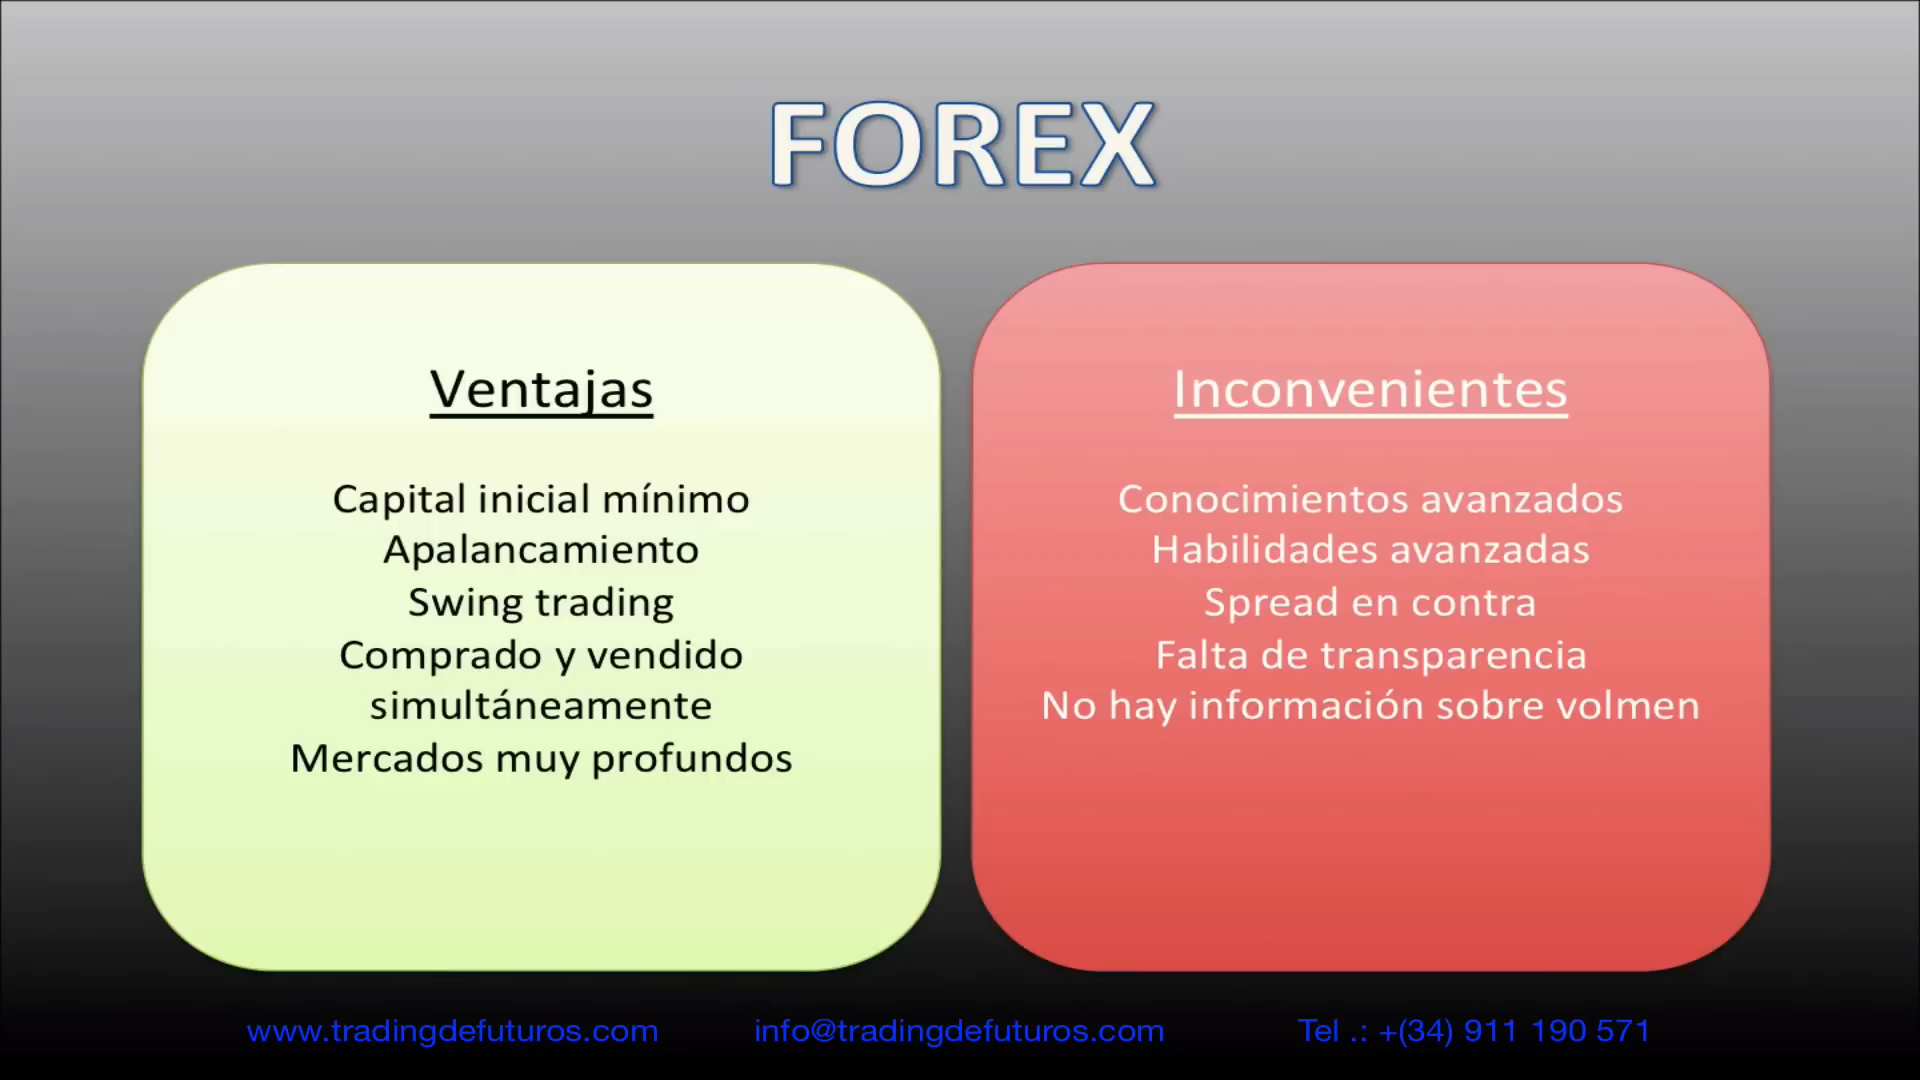 FOREX
Ventajas
Capital inicial mínimo
Apalancamiento
Swing trading
Comprado y vendido
simultáneamente
Mercados muy profundos
Inconvenientes
Conocimientos avanzados
Habilidades avanzadas
Spread en contra
Falta de transparencia
No hay información sobre volmen
www.tradingdefuturos.com info@tradingdefuturos.com Tel .: +(34) 911 190 571